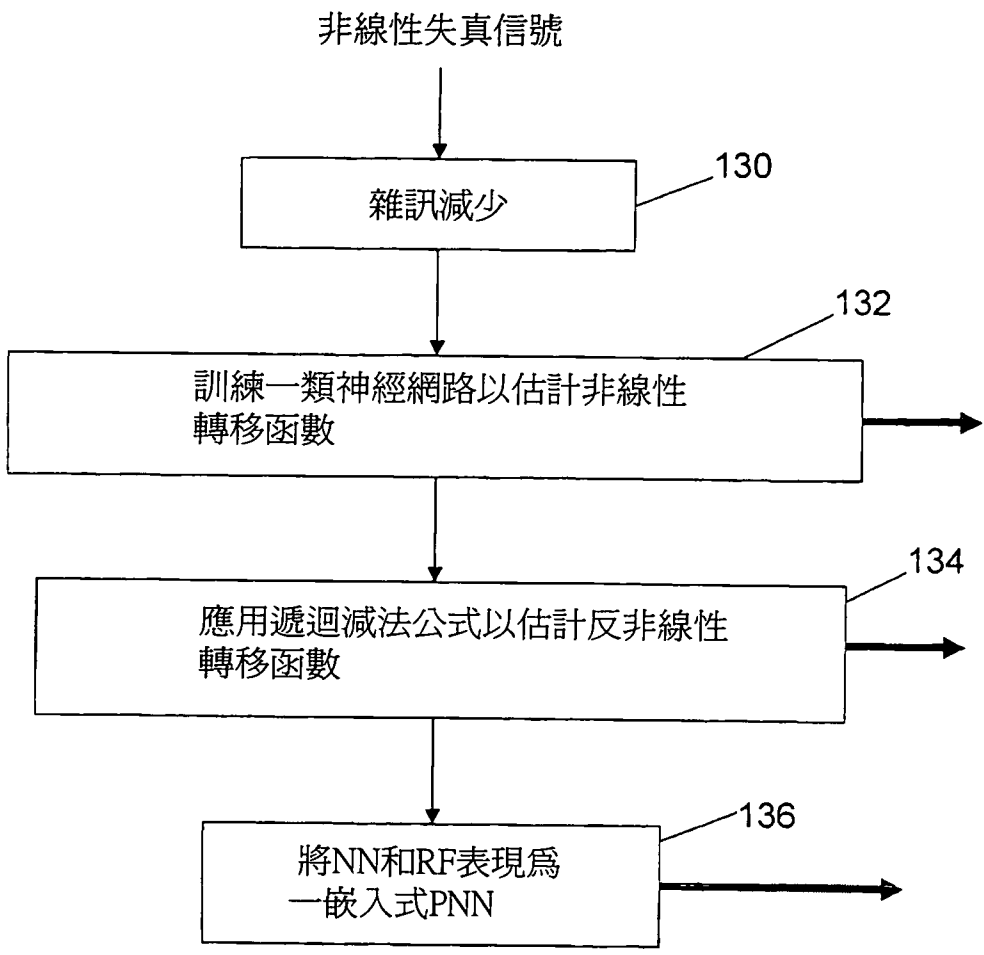 非線性失真信號
130
雜訊減少
132
訓練一類神經網路以估計非線性
轉移函數
134
應用遞迴減法公式以估計反非線性
轉移函數
136
將NN和RF表現爲
一嵌入式PNN